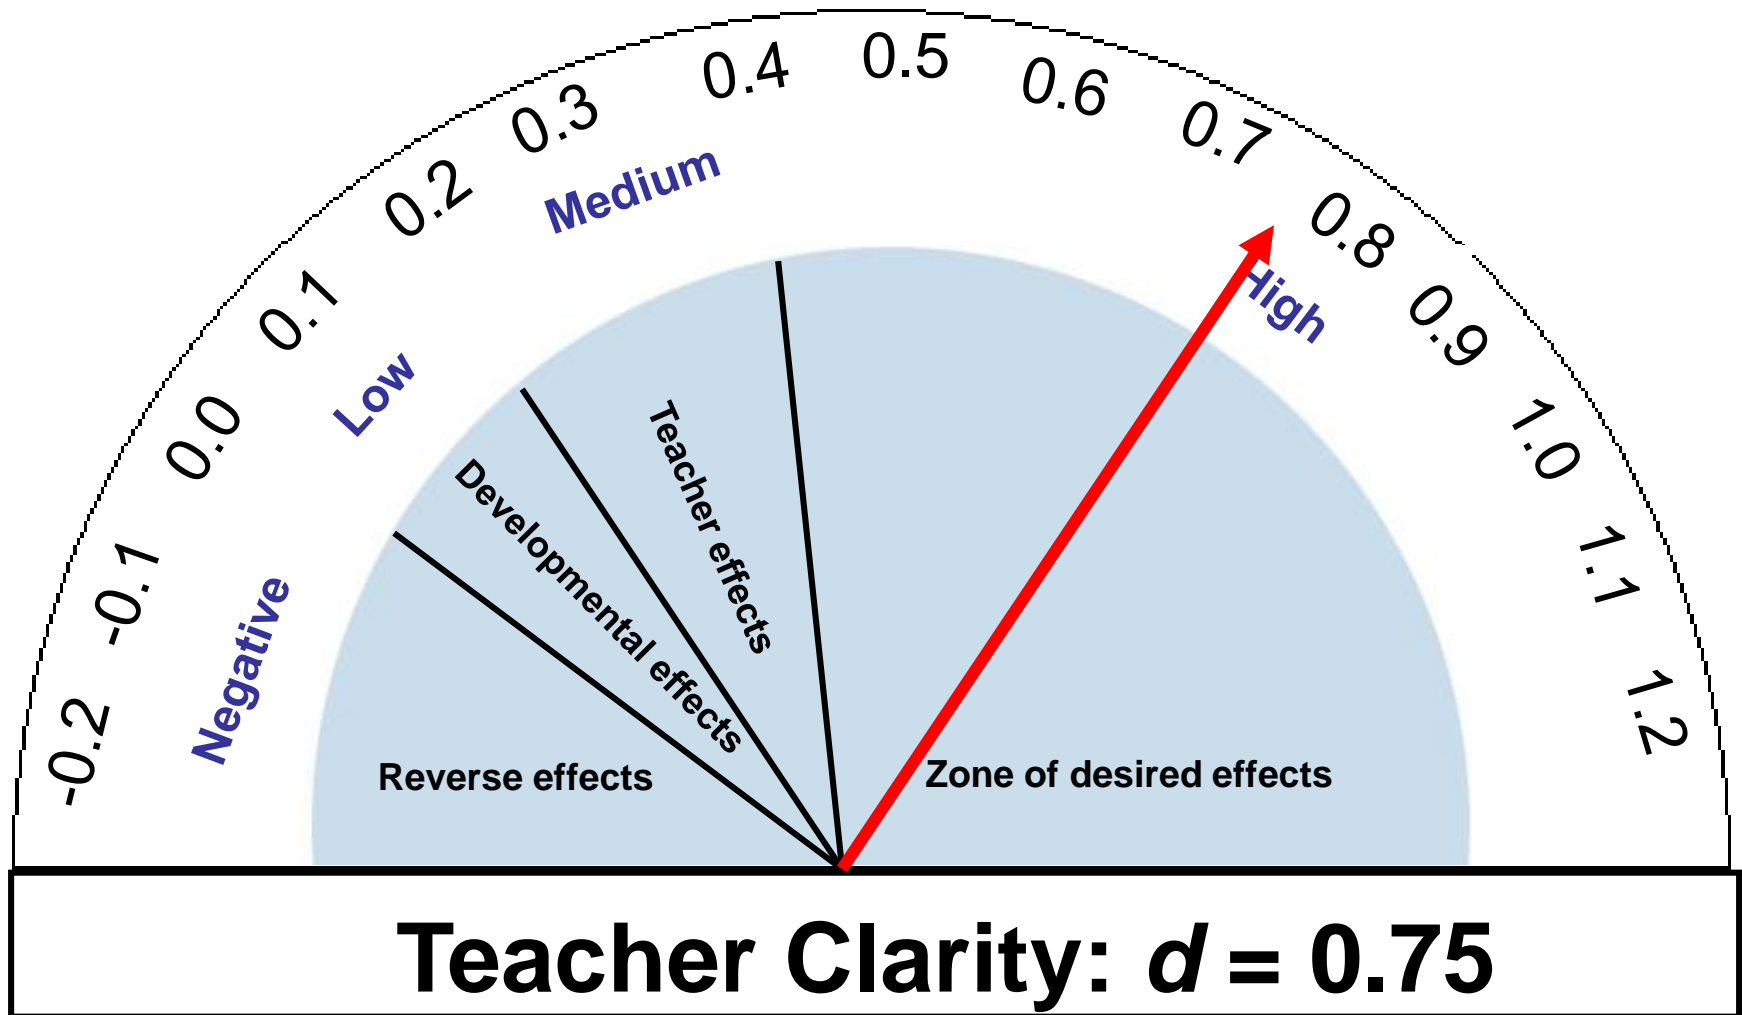 -0.2
-0.1
0.0
0.1
0.2
0.3
0.4
0.5
0.6
0.7
0.8
0.9
1.0
1.1
1.2
Negative
Low
Medium
High
Reverse effects
Developmental effects
Teacher effects
Zone of desired effects
Teacher Clarity: d = 0.75